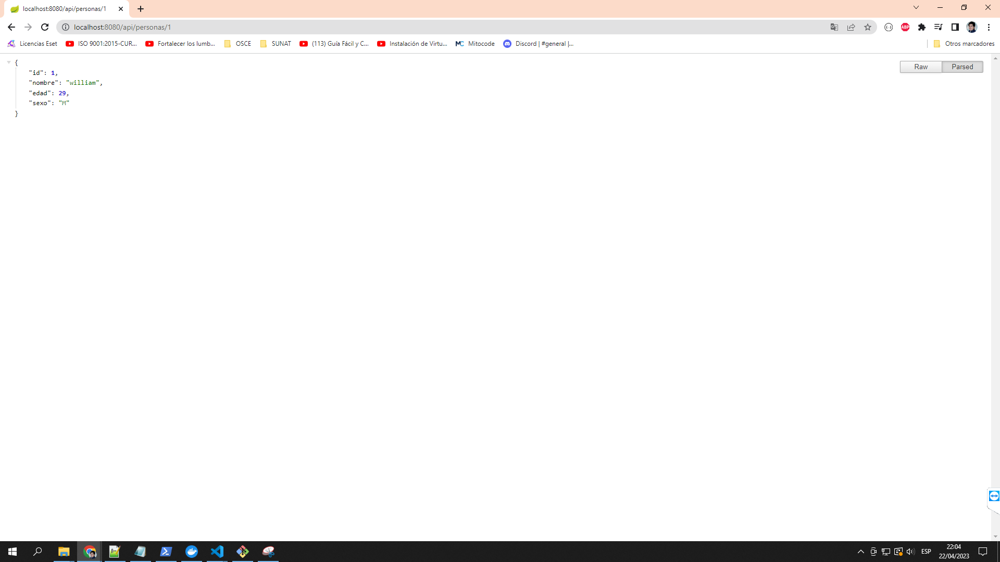 localhost:8080/api/personas/1
localhost:8080/api/personas/1
ABP
Licencias Eset
ISO 9001:2015-CUR...
Fortalecer los lumb...
OSCE
SUNAT
(113) Guía Fácil y C...
Instalación de Virtu...
MC Mitocode
Discord | #general |...
Otros marcadores
Raw
Parsed
{
"id": 1,
"nombre": "william",
"edad": 29,
"sexo": "M"
}
ESP
22:04
22/04/2023